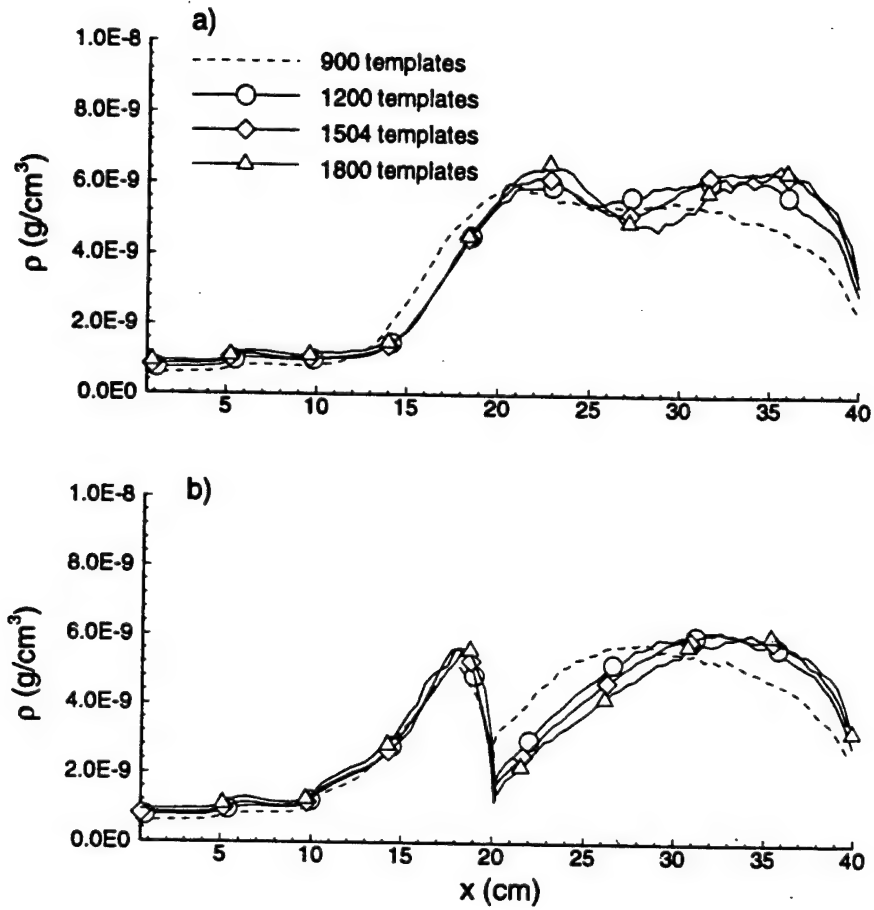 a)
1.0E-8
8.0E-9
6.0E-9
4.0E-9
2.0E-9
0.0E0
ρ (g/cm³)
900 templates
1200 templates
1504 templates
1800 templates
5
10
15
20
25
30
35
40
b)
1.0E-8
8.0E-9
6.0E-9
4.0E-9
2.0E-9
0.0E0
ρ (g/cm³)
5
10
15
20
25
30
35
40
x (cm)